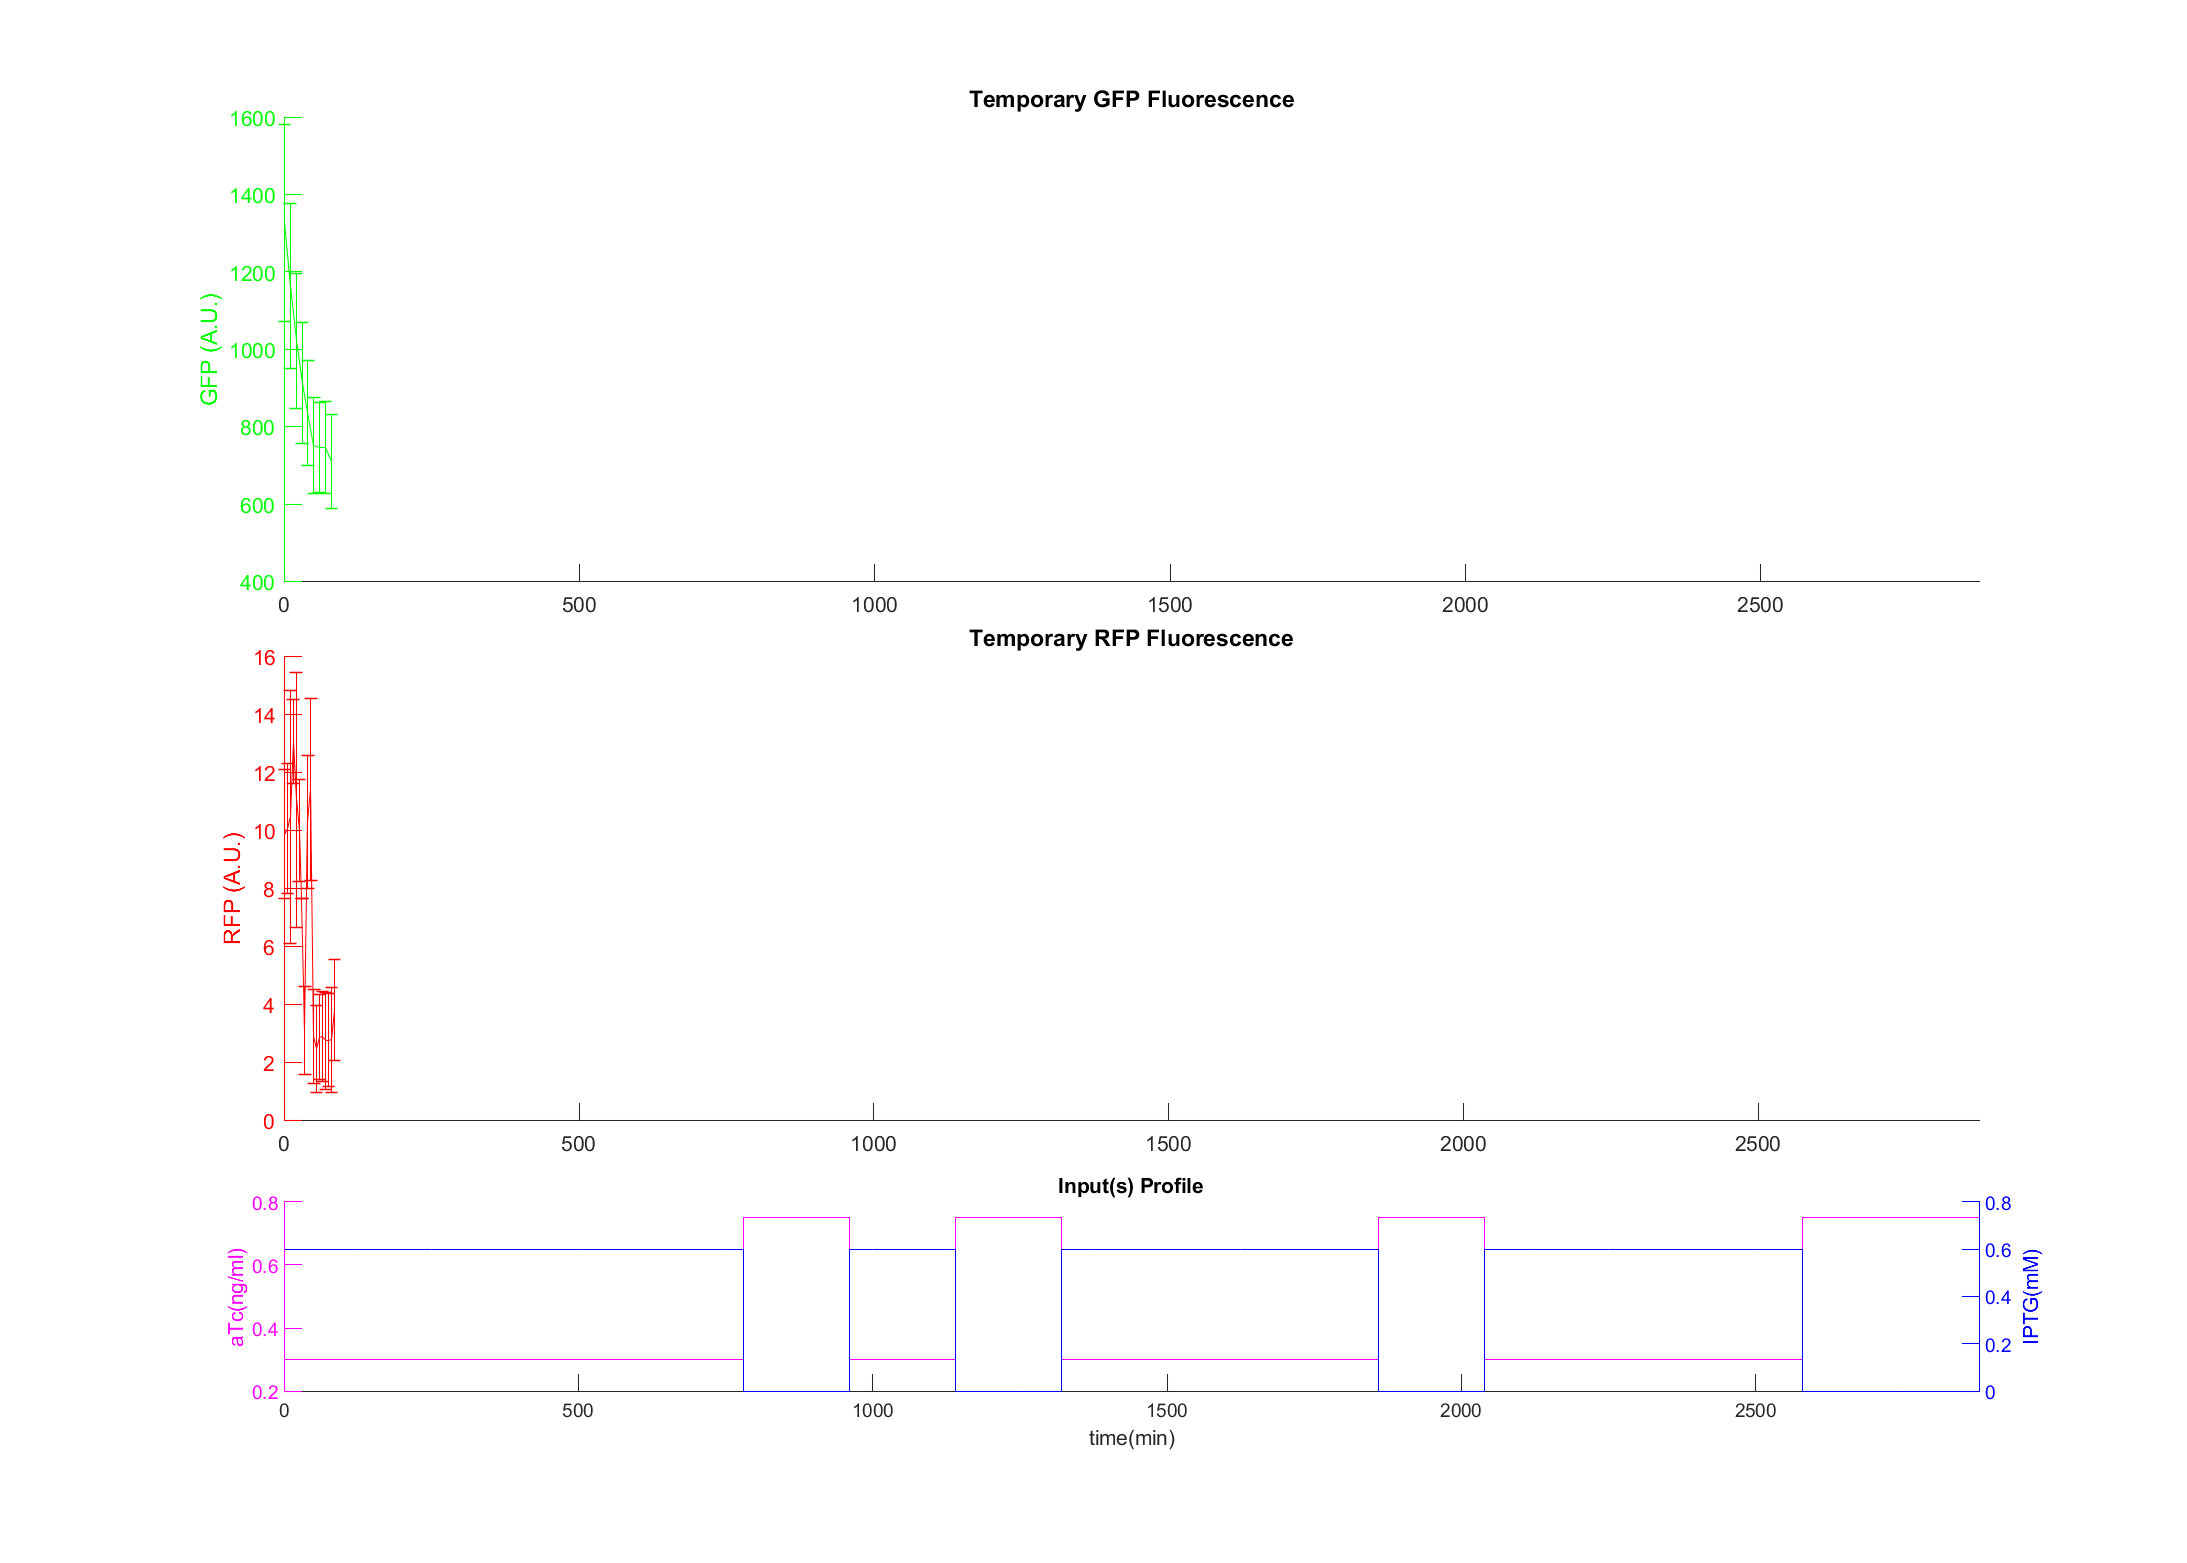 Temporary GFP Fluorescence
1600
1400
1200
1000
800
600
400
GFP (A.U.)
0 500 1000 1500 2000 2500
Temporary RFP Fluorescence
16
14
12
10
8
6
4
2
0
RFP (A.U.)
0 500 1000 1500 2000 2500
Input(s) Profile
0.8
0.6
0.4
0.2
aTc(ng/ml)
0.8
0.6
0.4
0.2
0
IPTG(mM)
0 500 1000 1500 2000 2500
time(min)